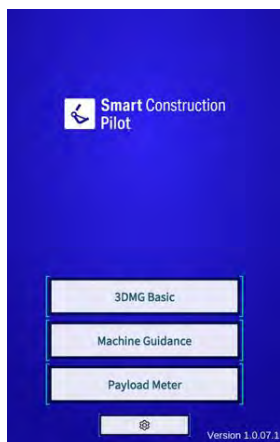 Smart Construction
Pilot
3DMG Basic
Machine Guidance
Payload Meter
Version 1.0.07.1